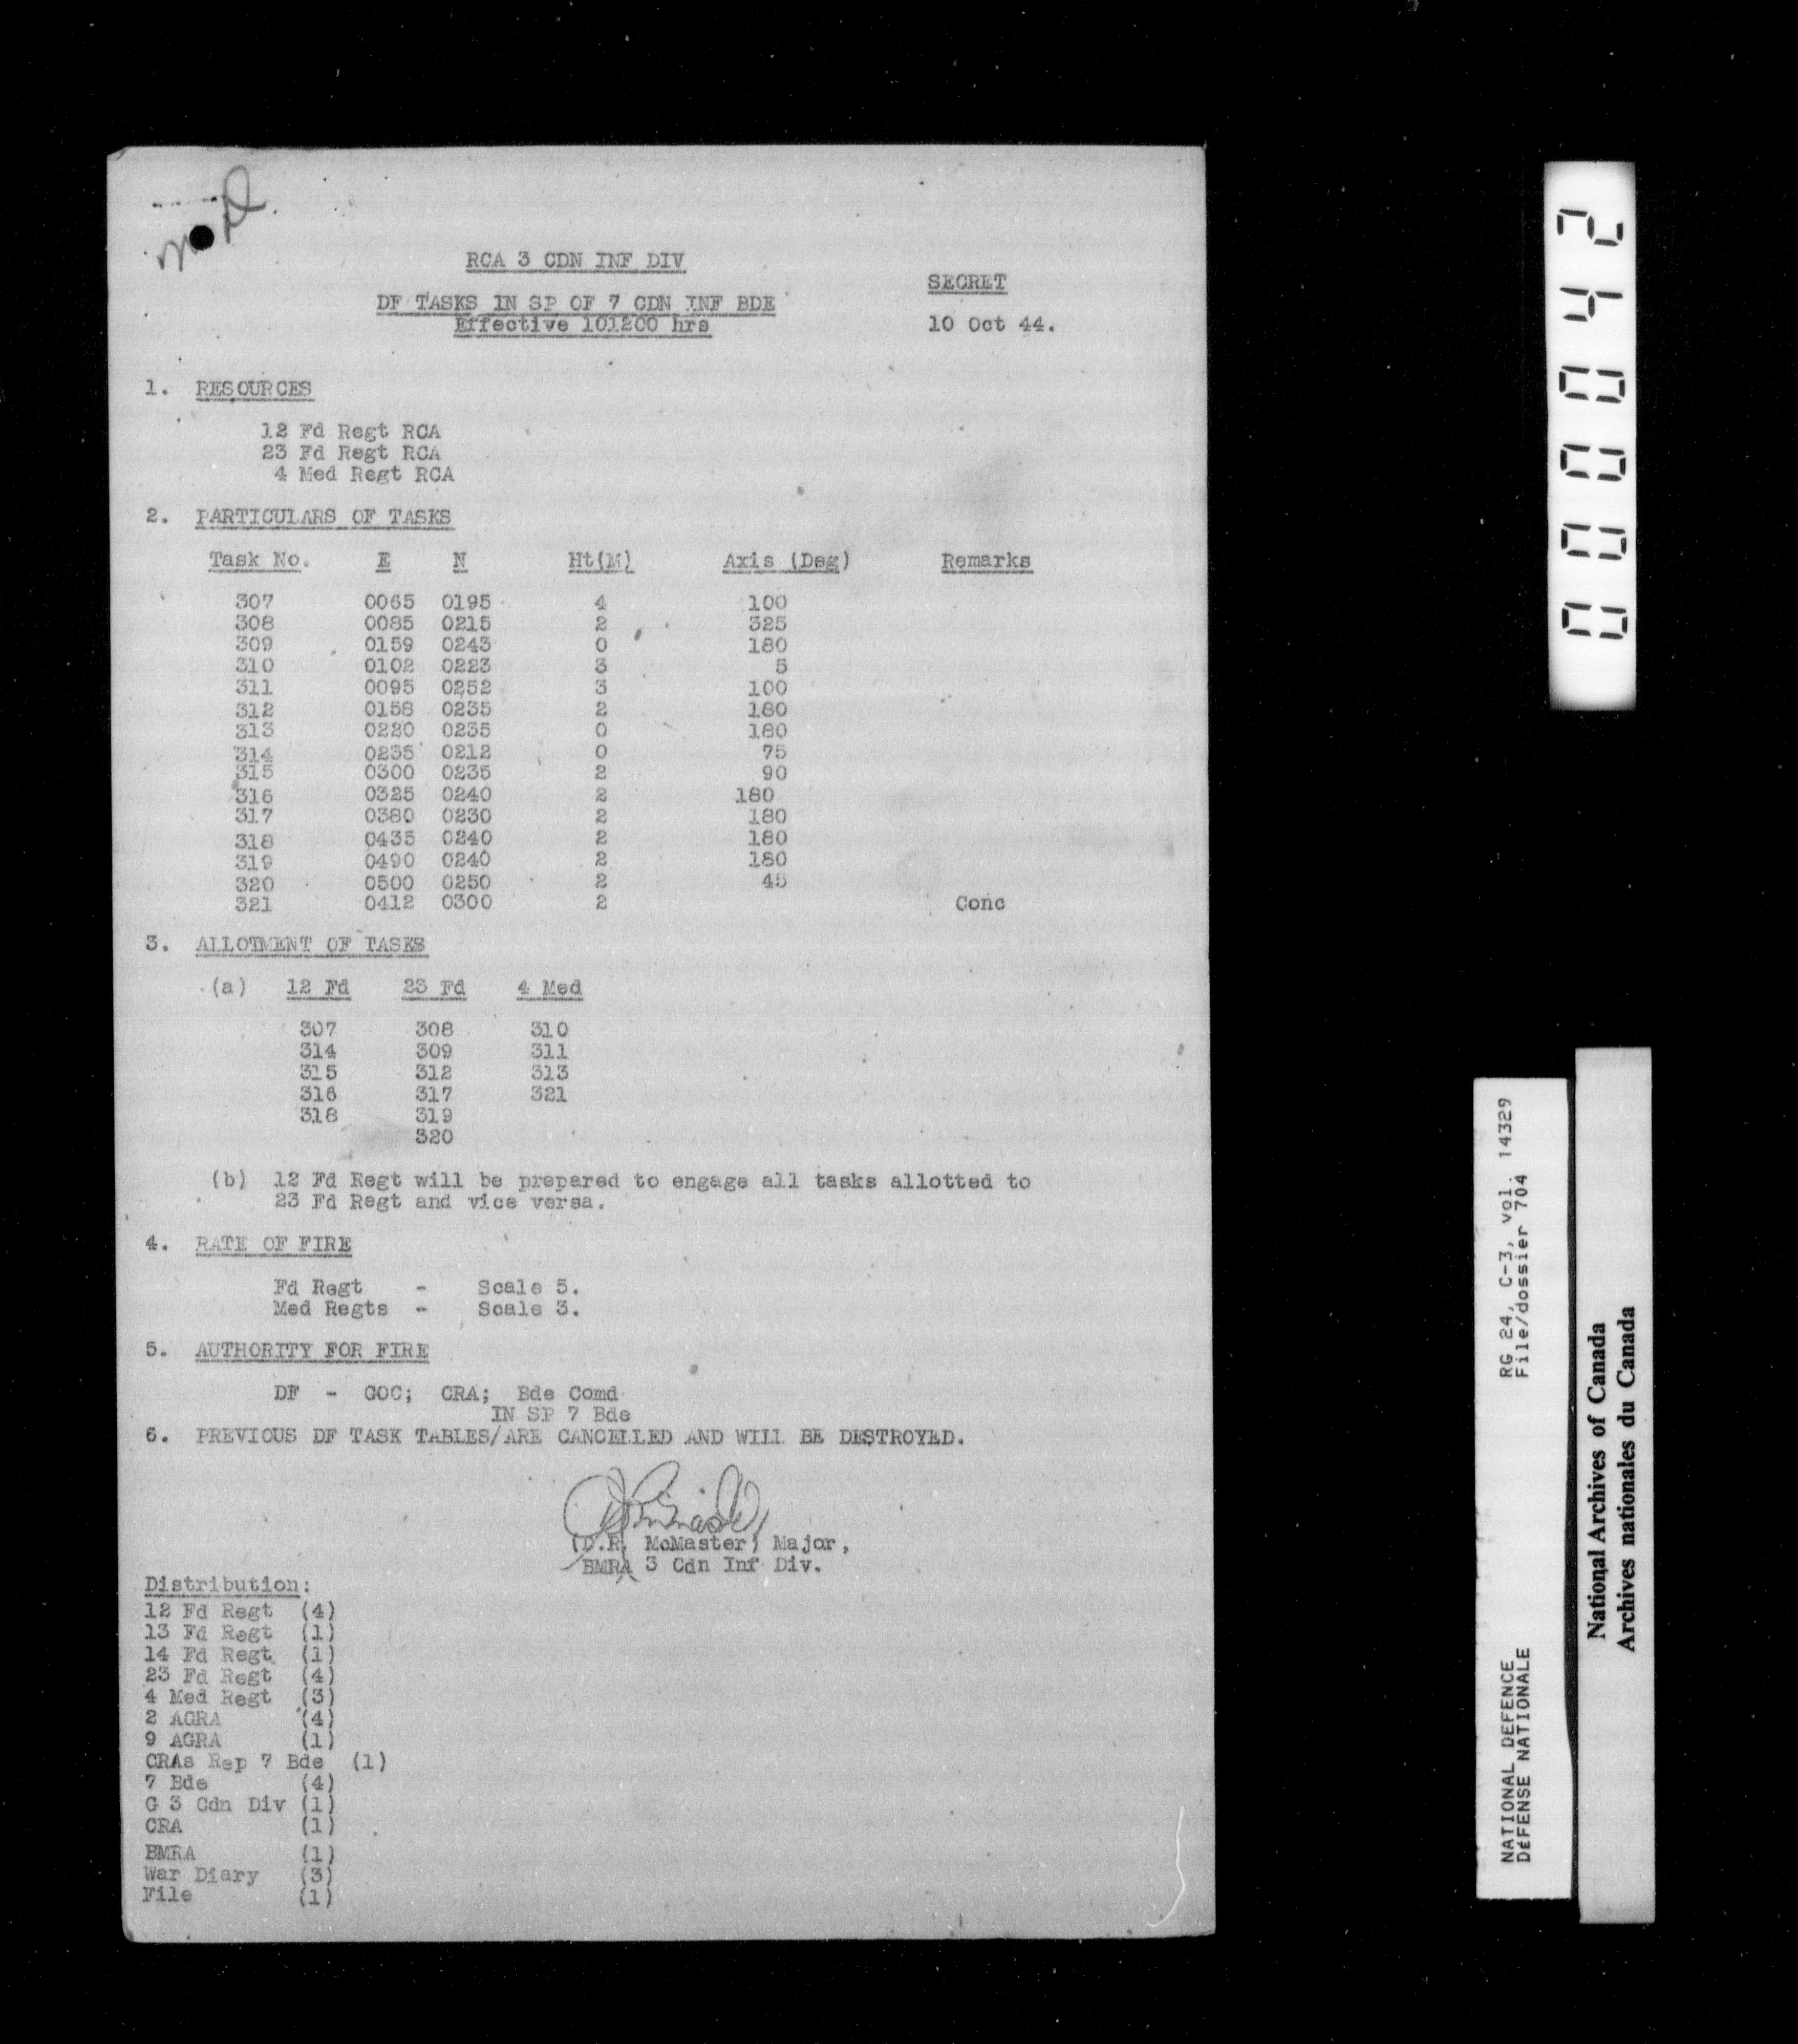 RCA 3 CDN INF DIV
SECRET
DF TASKS IN SP OF 7 CDN INF BDE
Effective 101200 hrs
10 Oct 44.
1. RESOURCES
12 Fd Regt RCA
23 Fd Regt RCA
4 Med Regt RCA
2. PARTICULARS OF TASKS
Task No. E N Ht(M) Axis (Deg) Remarks
307 0065 0195 4 100
308 0085 0215 2 325
309 0159 0243 0 180
310 0102 0223 3 5
311 0095 0252 3 100
312 0158 0235 2 180
313 0220 0235 0 180
314 0235 0212 0 75
315 0300 0235 2 90
316 0325 0240 2 180
317 0380 0230 2 180
318 0435 0240 2 180
319 0490 0240 2 180
320 0500 0250 2 45
321 0412 0300 2 Conc
3. ALLOTMENT OF TASKS
(a) 12 Fd 23 Fd 4 Med
307 308 310
314 309 311
315 312 313
316 317 321
318 319
320
(b) 12 Fd Regt will be prepared to engage all tasks allotted to
23 Fd Regt and vice versa.
4. RATE OF FIRE
Fd Regt - Scale 5.
Med Regts - Scale 3.
5. AUTHORITY FOR FIRE
DF - GOC; CRA; Bde Comd
IN SP 7 Bde
6. PREVIOUS DF TASK TABLES/ARE CANCELLED AND WILL BE DESTROYED.
(D.R. McMaster) Major,
BMRA 3 Cdn Inf Div.
Distribution:
12 Fd Regt (4)
13 Fd Regt (1)
14 Fd Regt (1)
23 Fd Regt (4)
4 Med Regt (3)
2 AGRA (4)
9 AGRA (1)
CRAs Rep 7 Bde (1)
7 Bde (4)
G 3 Cdn Div (1)
CRA (1)
BMRA (1)
War Diary (3)
File (1)
000042
NATIONAL DEFENCE RG 24, C-3, vol. 14329
DÉFENSE NATIONALE File/dossier 704
National Archives of Canada
Archives nationales du Canada